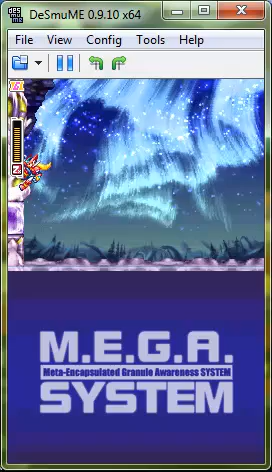 DeSmuME 0.9.10 x64
File View Config Tools Help
M.E.G.A.
Meta-Encapsulated Granule Awareness SYSTEM
SYSTEM